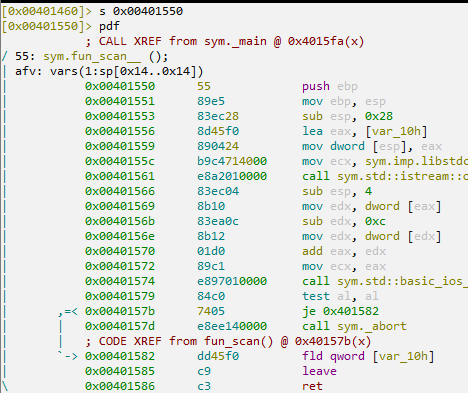 [0x00401460]> s 0x00401550
[0x00401550]> pdf
; CALL XREF from sym._main @ 0x4015fa(x)
/ 55: sym.fun_scan__ ();
| afv: vars(1:sp[0x14..0x14])
| 0x00401550 55 push ebp
| 0x00401551 89e5 mov ebp, esp
| 0x00401553 83ec28 sub esp, 0x28
| 0x00401556 8d45f0 lea eax, [var_10h]
| 0x00401559 890424 mov dword [esp], eax
| 0x0040155c b9c4714000 mov ecx, sym.imp.libstdc
| 0x00401561 e8a2010000 call sym.std::istream::o
| 0x00401566 83ec04 sub esp, 4
| 0x00401569 8b10 mov edx, dword [eax]
| 0x0040156b 83ea0c sub edx, 0xc
| 0x0040156e 8b12 mov edx, dword [edx]
| 0x00401570 01d0 add eax, edx
| 0x00401572 89c1 mov ecx, eax
| 0x00401574 e897010000 call sym.std::basic_ios_
| 0x00401579 84c0 test al, al
| ,=< 0x0040157b 7405 je 0x401582
| | 0x0040157d e8ee140000 call sym._abort
| | ; CODE XREF from fun_scan() @ 0x40157b(x)
| `-> 0x00401582 dd45f0 fld qword [var_10h]
| 0x00401585 c9 leave
\ 0x00401586 c3 ret